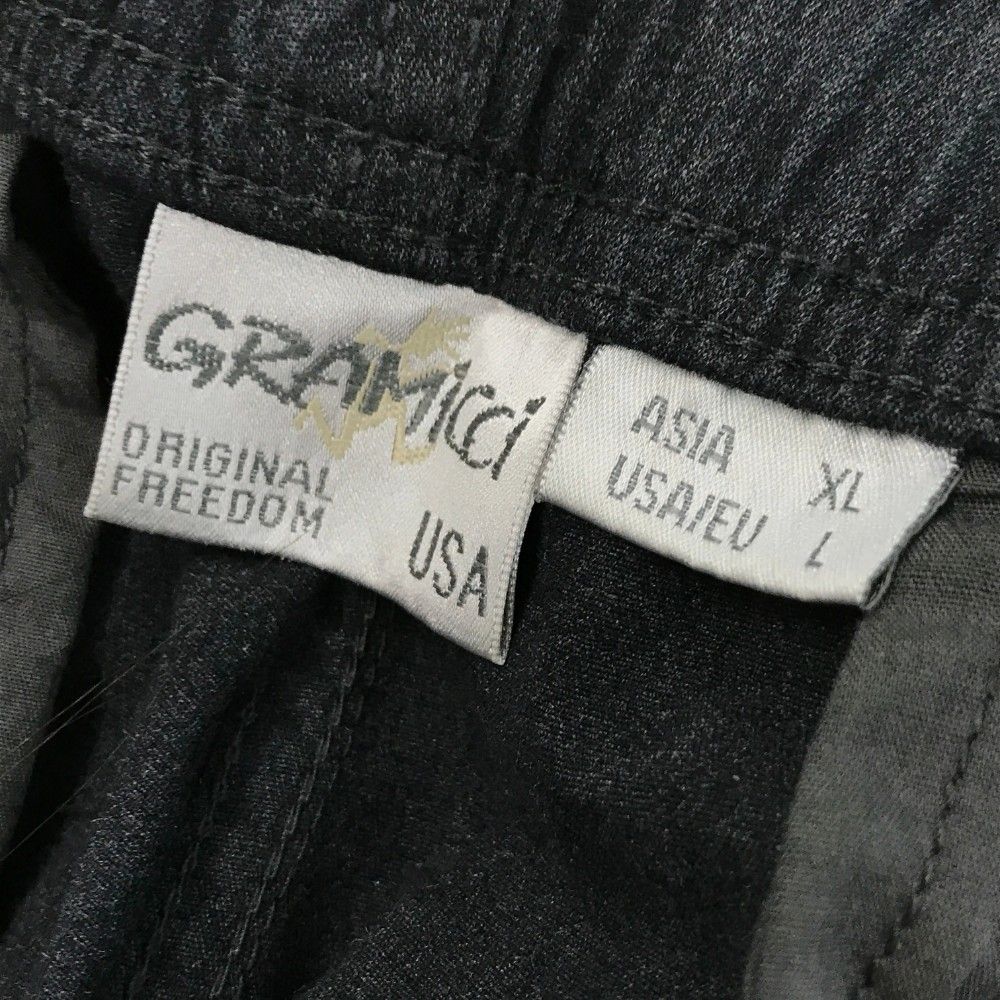 GRAMicci
ORIGINAL
FREEDOM
USA
ASIA XL
USA/EU L